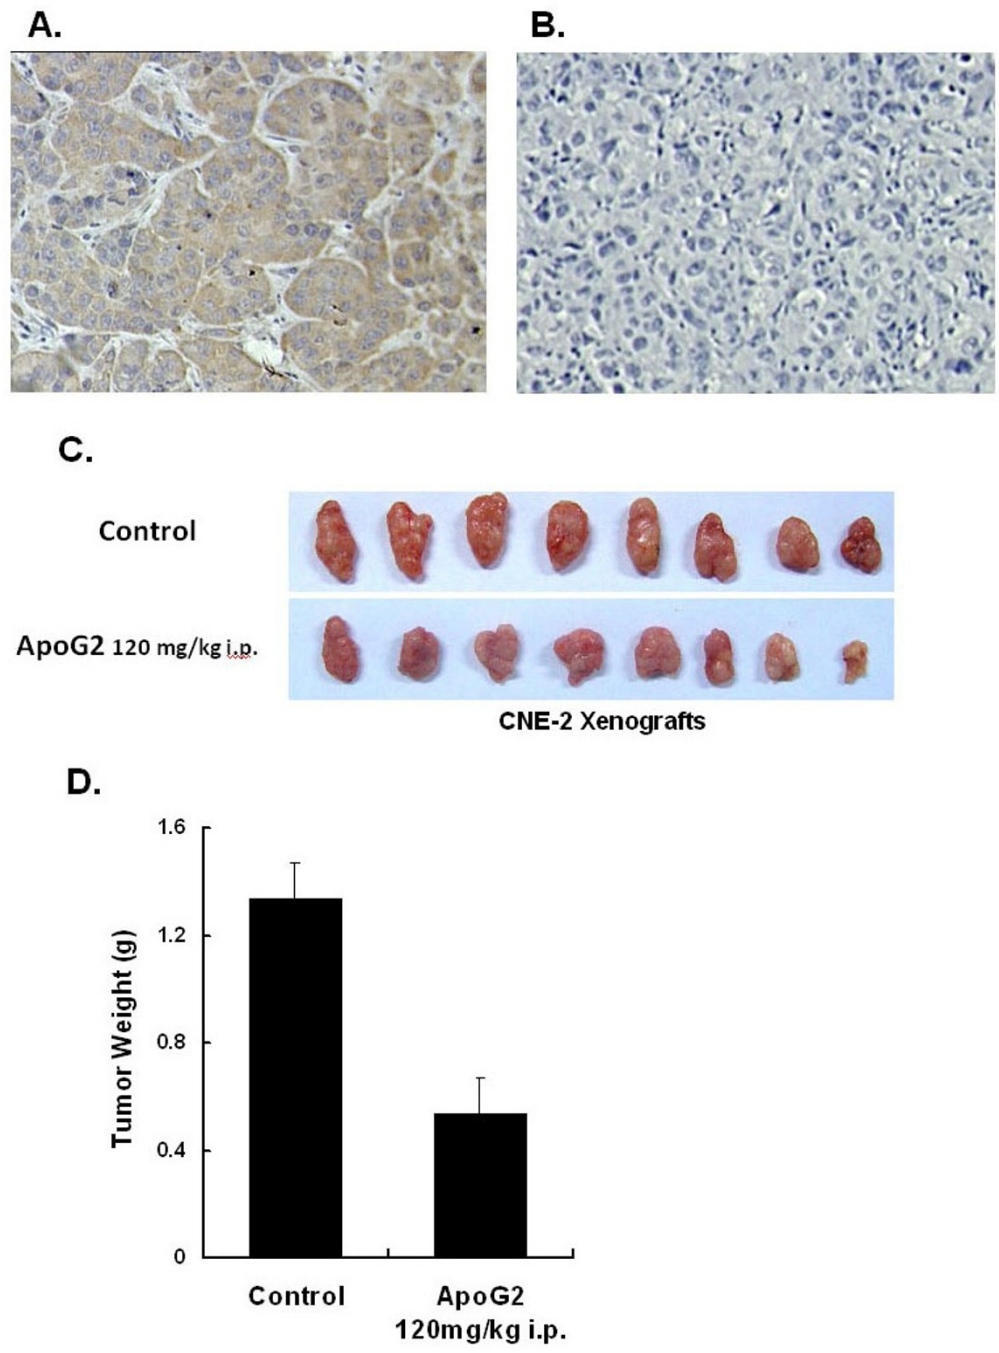 A.
B.
C.
Control
ApoG2 120 mg/kg i.p.
CNE-2 Xenografts
D.
1.6
1.2
0.8
0.4
0
Tumor Weight (g)
Control
ApoG2
120mg/kg i.p.